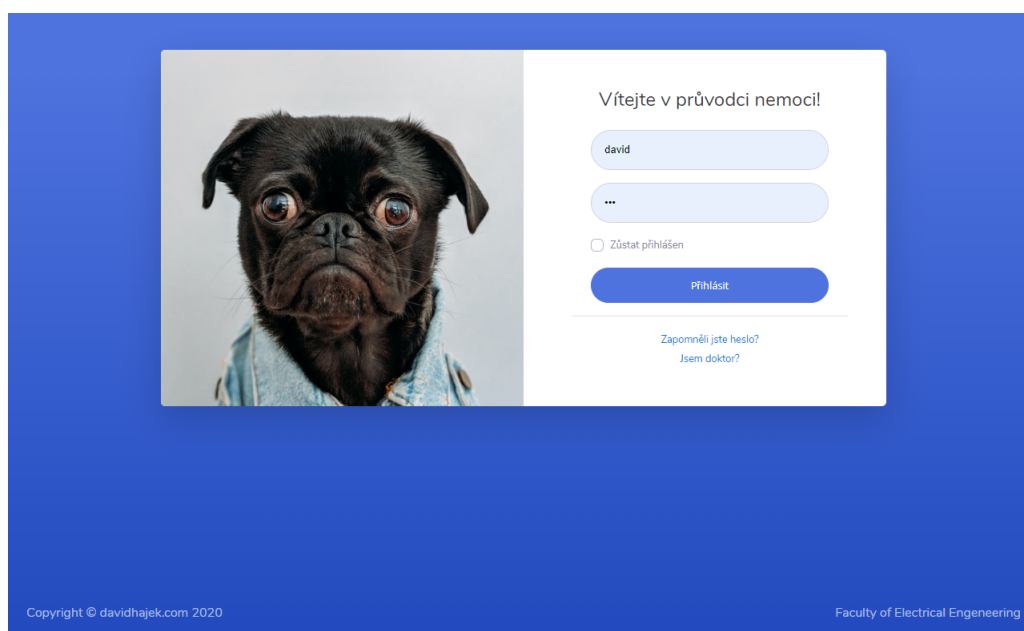 Vítejte v průvodci nemoci!
david
•••
Zůstat přihlášen
Přihlásit
Zapomněli jste heslo?
Jsem doktor?
Copyright © davidhajek.com 2020
Faculty of Electrical Engeneering